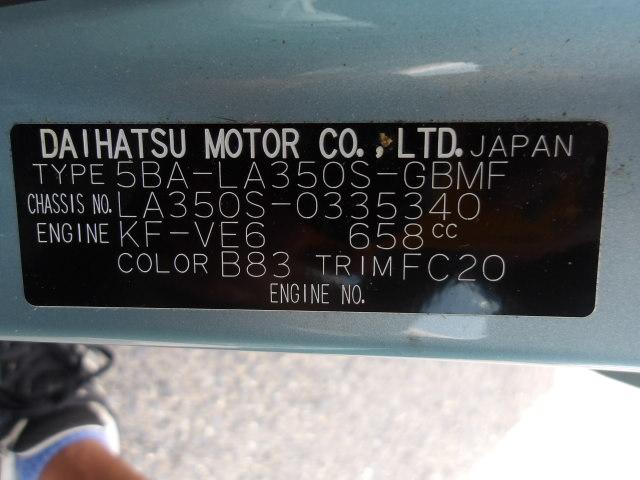 DAIHATSU MOTOR CO., LTD. JAPAN
TYPE 5BA-LA350S-GBMF
CHASSIS NO. LA350S-0335340
ENGINE KF-VE6 658cc
COLOR B83 TRIM FC20
ENGINE NO.